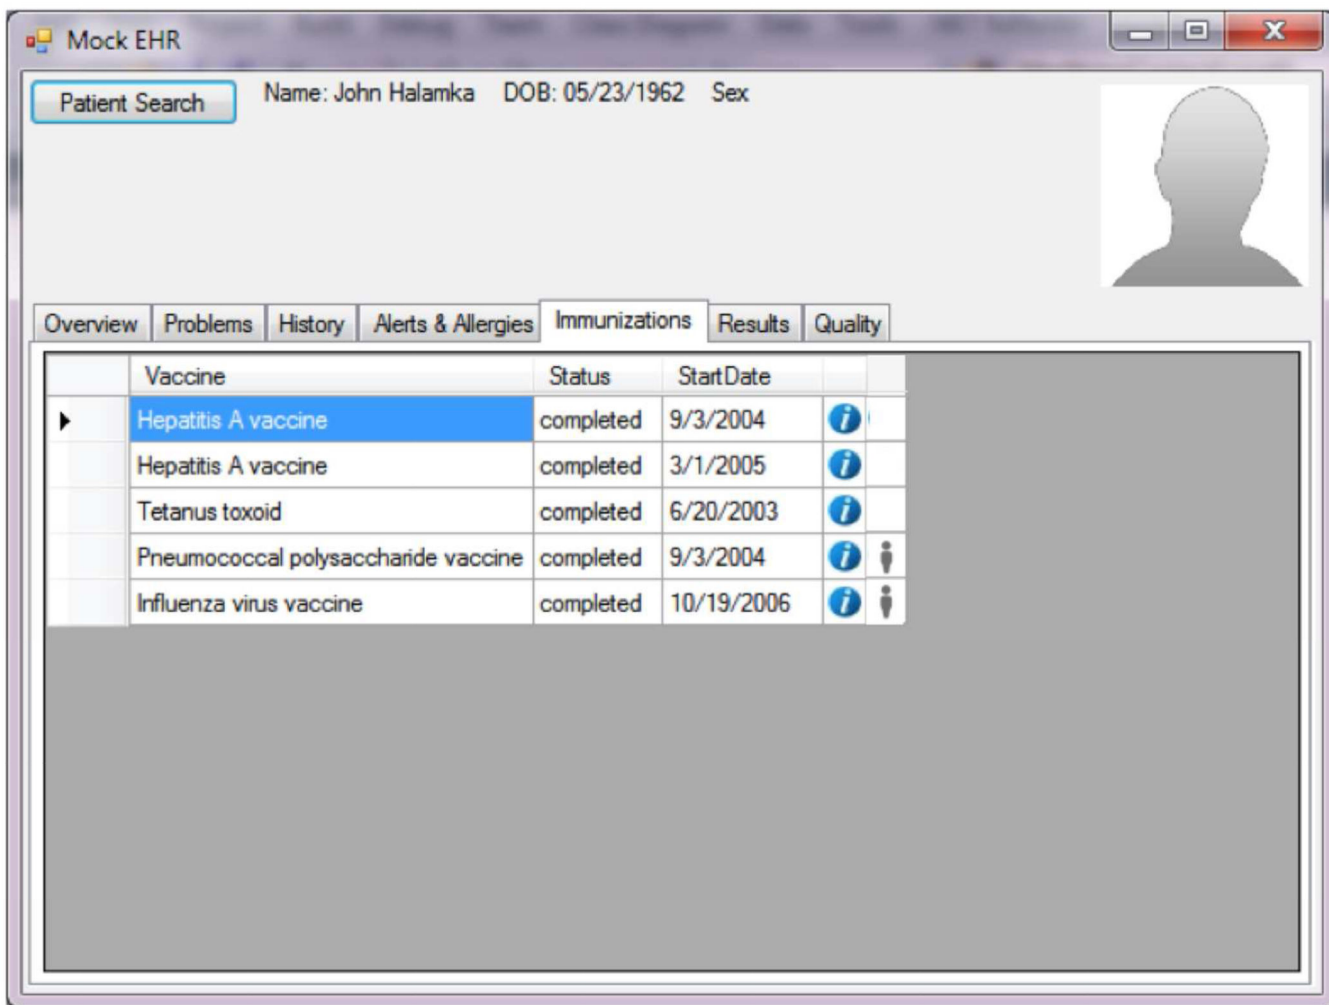 Mock EHR
Patient Search Name: John Halamka DOB: 05/23/1962 Sex
Overview Problems History Alerts & Allergies Immunizations Results Quality
Vaccine Status StartDate
Hepatitis A vaccine completed 9/3/2004
Hepatitis A vaccine completed 3/1/2005
Tetanus toxoid completed 6/20/2003
Pneumococcal polysaccharide vaccine completed 9/3/2004
Influenza virus vaccine completed 10/19/2006